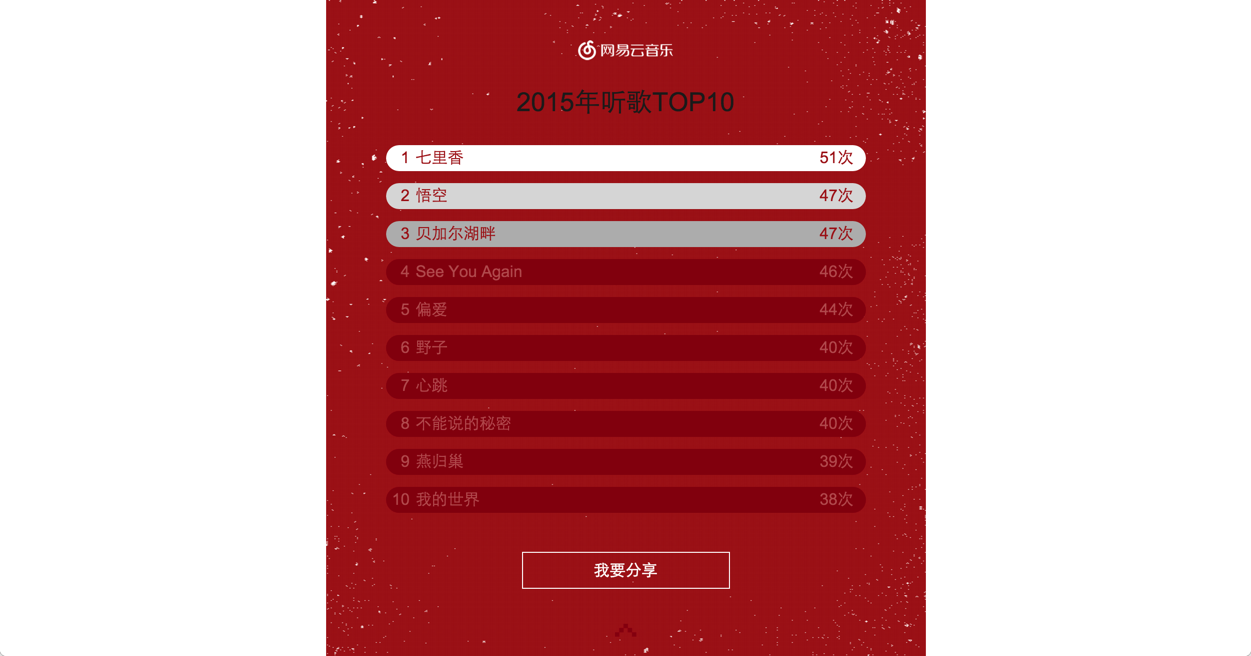 网易云音乐
2015年听歌TOP10
1 七里香 51次
2 悟空 47次
3 贝加尔湖畔 47次
4 See You Again 46次
5 偏爱 44次
6 野子 40次
7 心跳 40次
8 不能说的秘密 40次
9 燕归巢 39次
10 我的世界 38次
我要分享